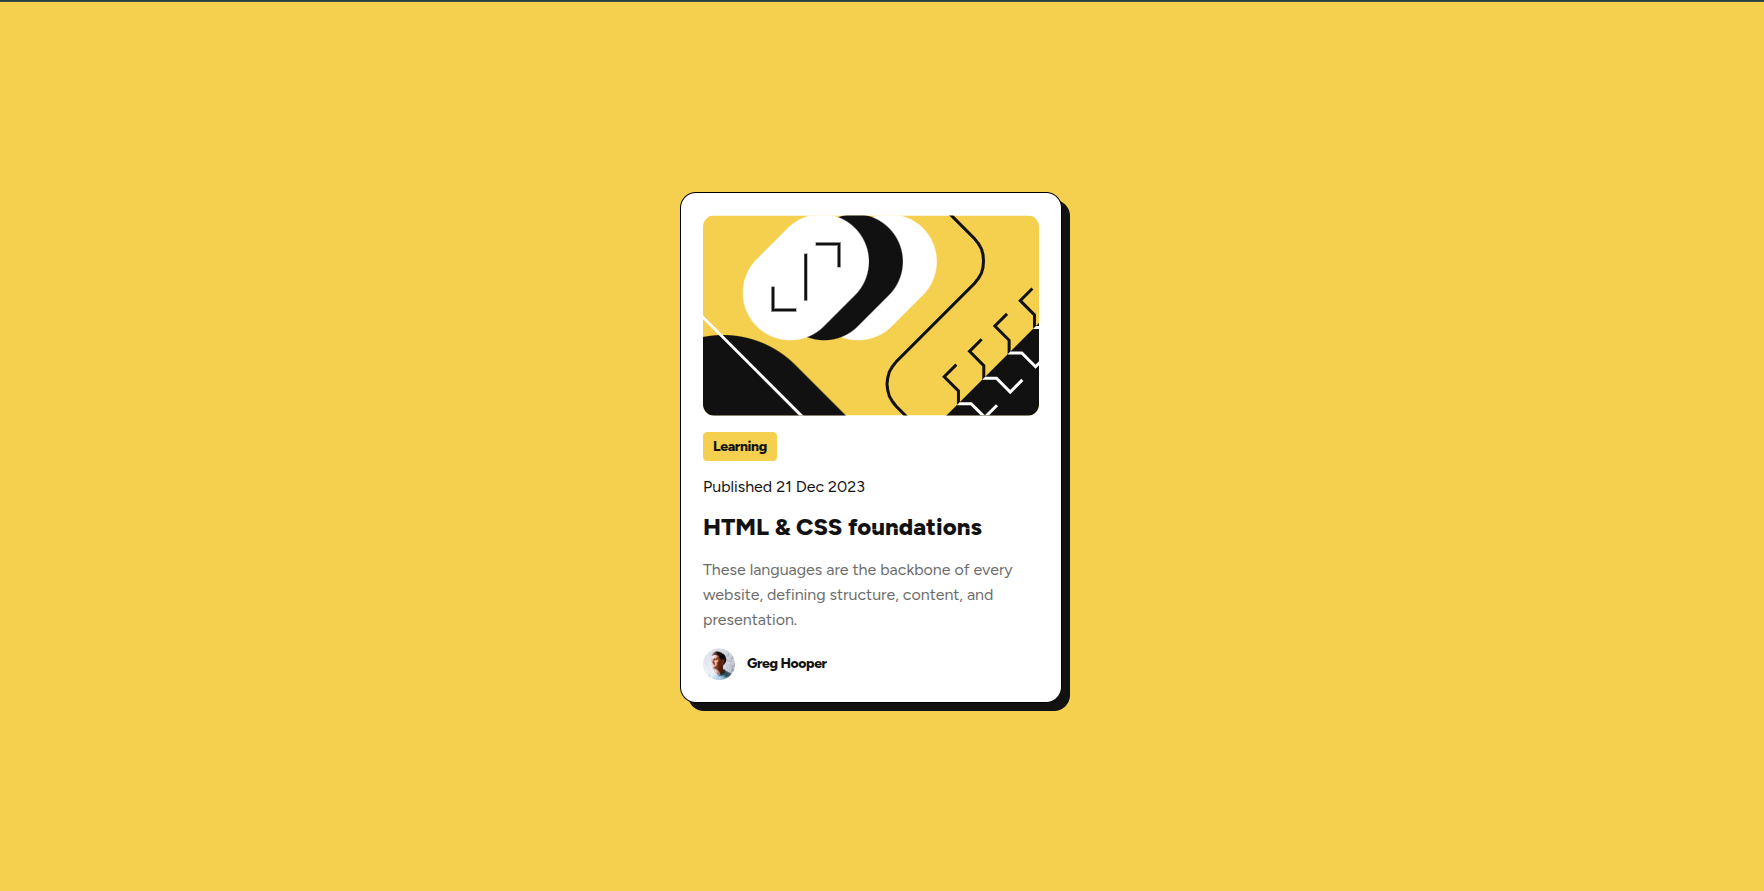 Learning
Published 21 Dec 2023
HTML & CSS foundations
These languages are the backbone of every
website, defining structure, content, and
presentation.
Greg Hooper